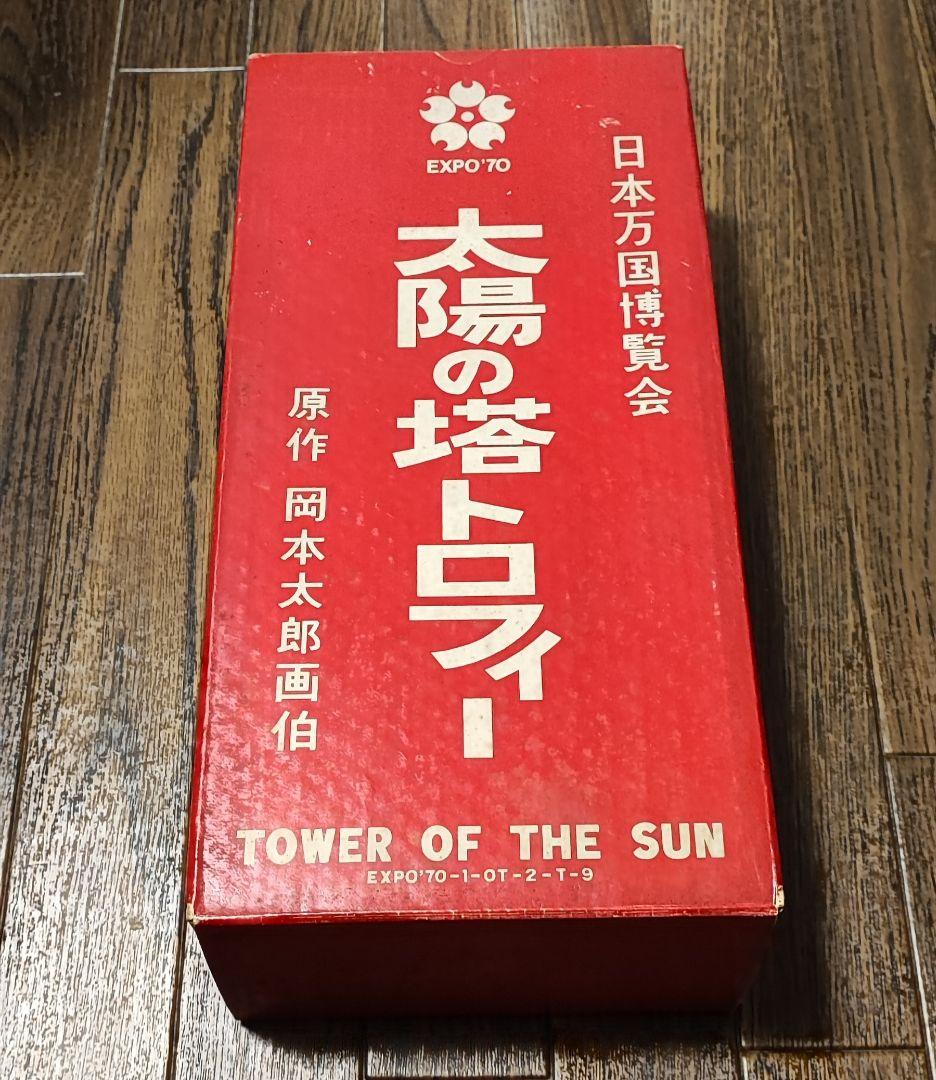 EXPO'70
日本万国博覧会
太陽の塔トロフィー
原作 岡本太郎画伯
TOWER OF THE SUN
EXPO'70-1-OT-2-T-9